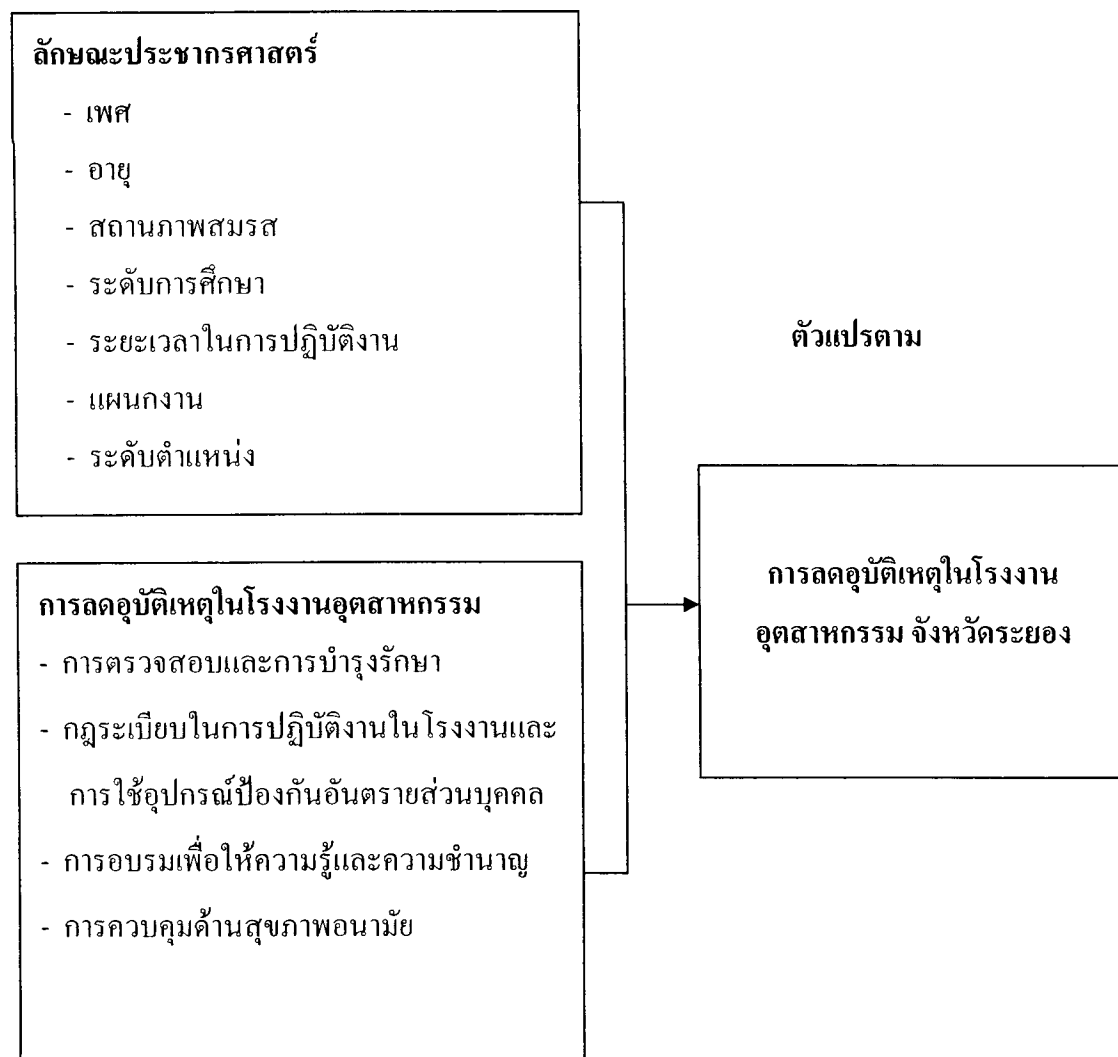 ลักษณะประชากรศาสตร์
- เพศ
- อายุ
- สถานภาพสมรส
- ระดับการศึกษา
- ระยะเวลาในการปฏิบัติงาน
- แผนกงาน
- ระดับตำแหน่ง
การลดอุบัติเหตุในโรงงานอุตสาหกรรม
- การตรวจสอบและการบำรุงรักษา
- กฎระเบียบในการปฏิบัติงานในโรงงานและ
การใช้อุปกรณ์ป้องกันอันตรายส่วนบุคคล
- การอบรมเพื่อให้ความรู้และความชำนาญ
- การควบคุมด้านสุขภาพอนามัย
ตัวแปรตาม
การลดอุบัติเหตุในโรงงาน
อุตสาหกรรม จังหวัดระยอง